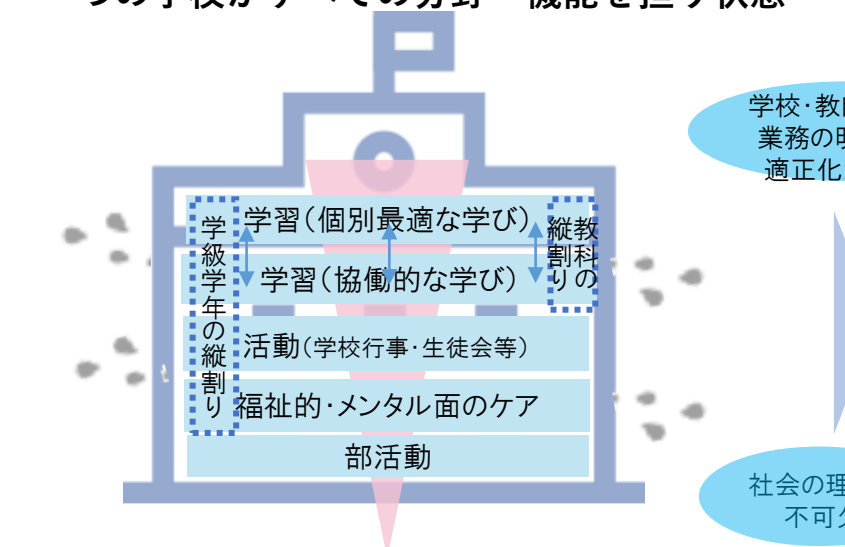 学校・教
業務の
適正化
学習（個別最適な学び）
学習（協働的な学び）
活動（学校行事・生徒会等）
福祉的・メンタル面のケア
部活動
学級学年の縦割り
教科の
縦割り
社会の理
不可